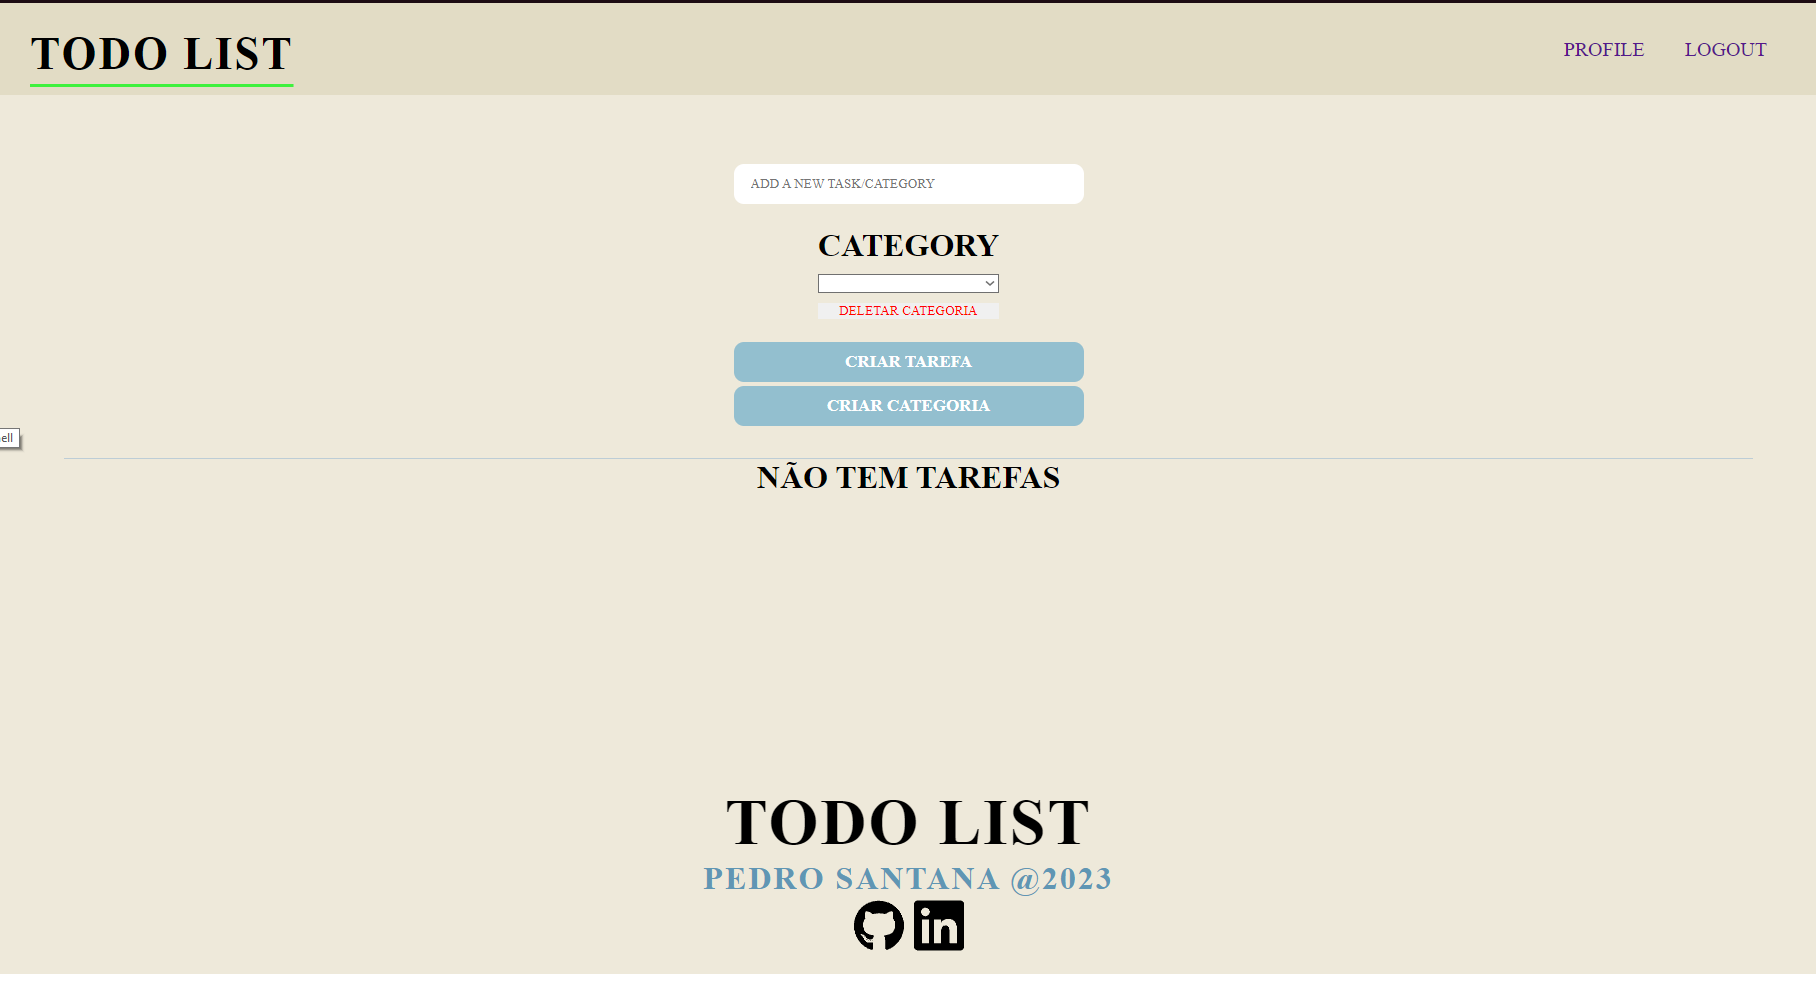 TODO LIST
PROFILE
LOGOUT
ADD A NEW TASK/CATEGORY
CATEGORY
DELETAR CATEGORIA
CRIAR TAREFA
CRIAR CATEGORIA
ell
NÃO TEM TAREFAS
TODO LIST
PEDRO SANTANA @2023
in